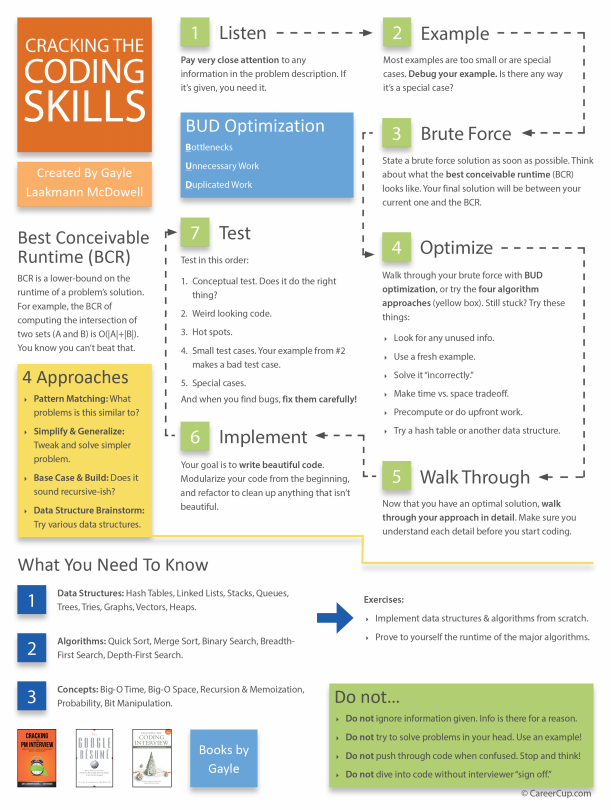 CRACKING THE
CODING
SKILLS
Created By Gayle
Laakmann McDowell
1 Listen
Pay very close attention to any
information in the problem description. If
it's given, you need it.
2 Example
Most examples are too small or are special
cases. Debug your example. Is there any way
it's a special case?
BUD Optimization
Bottlenecks
Unnecessary Work
Duplicated Work
3 Brute Force
State a brute force solution as soon as possible. Think
about what the best conceivable runtime (BCR)
looks like. Your final solution will be between your
current one and the BCR.
4 Optimize
Walk through your brute force with BUD
optimization, or try the four algorithm
approaches (yellow box). Still stuck? Try these
things:
Look for any unused info.
Use a fresh example.
Solve it "incorrectly."
Make time vs. space tradeoff.
Precompute or do upfront work.
Try a hash table or another data structure.
5 Walk Through
Now that you have an optimal solution, walk
through your approach in detail. Make sure you
understand each detail before you start coding.
6 Implement
Your goal is to write beautiful code.
Modularize your code from the beginning,
and refactor to clean up anything that isn't
beautiful.
7 Test
Test in this order:
1. Conceptual test. Does it do the right
thing?
2. Weird looking code.
3. Hot spots.
4. Small test cases. Your example from #2
makes a bad test case.
5. Special cases.
And when you find bugs, fix them carefully!
Best Conceivable
Runtime (BCR)
BCR is a lower-bound on the
runtime of a problem's solution.
For example, the BCR of
computing the intersection of
two sets (A and B) is O(|A|+|B|).
You know you can't beat that.
4 Approaches
Pattern Matching: What
problems is this similar to?
Simplify & Generalize:
Tweak and solve simpler
problem.
Base Case & Build: Does it
sound recursive-ish?
Data Structure Brainstorm:
Try various data structures.
What You Need To Know
1 Data Structures: Hash Tables, Linked Lists, Stacks, Queues,
Trees, Tries, Graphs, Vectors, Heaps.
2 Algorithms: Quick Sort, Merge Sort, Binary Search, Breadth-
First Search, Depth-First Search.
3 Concepts: Big-O Time, Big-O Space, Recursion & Memoization,
Probability, Bit Manipulation.
Exercises:
Implement data structures & algorithms from scratch.
Prove to yourself the runtime of the major algorithms.
CRACKING
THE
PM INTERVIEW
GOOGLE
RÉSUMÉ
CODING
INTERVIEW
Books by
Gayle
Do not...
Do not ignore information given. Info is there for a reason.
Do not try to solve problems in your head. Use an example!
Do not push through code when confused. Stop and think!
Do not dive into code without interviewer "sign off."
© CareerCup.com